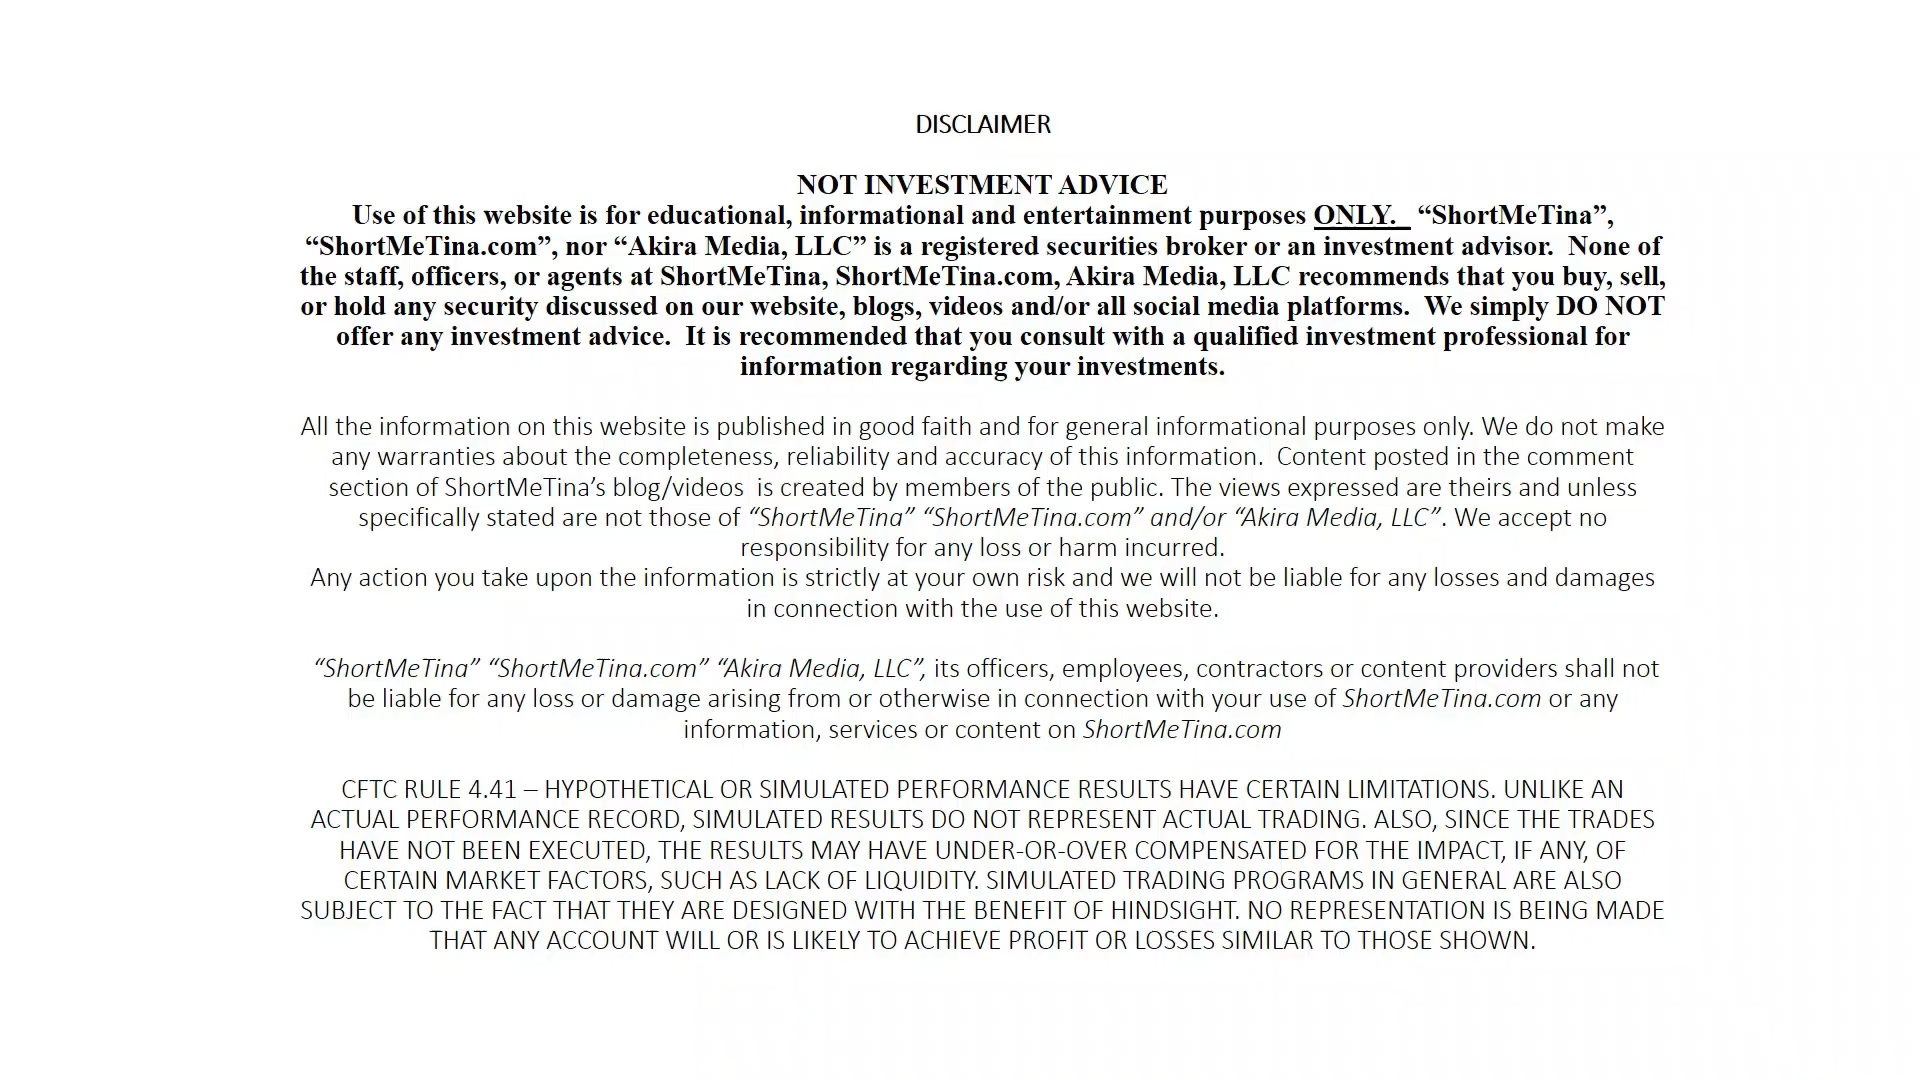 DISCLAIMER
NOT INVESTMENT ADVICE
Use of this website is for educational, informational and entertainment purposes ONLY.  “ShortMeTina”,
“ShortMeTina.com”, nor “Akira Media, LLC” is a registered securities broker or an investment advisor.  None of
the staff, officers, or agents at ShortMeTina, ShortMeTina.com, Akira Media, LLC recommends that you buy, sell,
or hold any security discussed on our website, blogs, videos and/or all social media platforms.  We simply DO NOT
offer any investment advice.  It is recommended that you consult with a qualified investment professional for
information regarding your investments.
All the information on this website is published in good faith and for general informational purposes only. We do not make
any warranties about the completeness, reliability and accuracy of this information.  Content posted in the comment
section of ShortMeTina’s blog/videos  is created by members of the public. The views expressed are theirs and unless
specifically stated are not those of “ShortMeTina” “ShortMeTina.com” and/or “Akira Media, LLC”. We accept no
responsibility for any loss or harm incurred.
Any action you take upon the information is strictly at your own risk and we will not be liable for any losses and damages
in connection with the use of this website.
“ShortMeTina” “ShortMeTina.com” “Akira Media, LLC”, its officers, employees, contractors or content providers shall not
be liable for any loss or damage arising from or otherwise in connection with your use of ShortMeTina.com or any
information, services or content on ShortMeTina.com
CFTC RULE 4.41 – HYPOTHETICAL OR SIMULATED PERFORMANCE RESULTS HAVE CERTAIN LIMITATIONS. UNLIKE AN
ACTUAL PERFORMANCE RECORD, SIMULATED RESULTS DO NOT REPRESENT ACTUAL TRADING. ALSO, SINCE THE TRADES
HAVE NOT BEEN EXECUTED, THE RESULTS MAY HAVE UNDER-OR-OVER COMPENSATED FOR THE IMPACT, IF ANY, OF
CERTAIN MARKET FACTORS, SUCH AS LACK OF LIQUIDITY. SIMULATED TRADING PROGRAMS IN GENERAL ARE ALSO
SUBJECT TO THE FACT THAT THEY ARE DESIGNED WITH THE BENEFIT OF HINDSIGHT. NO REPRESENTATION IS BEING MADE
THAT ANY ACCOUNT WILL OR IS LIKELY TO ACHIEVE PROFIT OR LOSSES SIMILAR TO THOSE SHOWN.